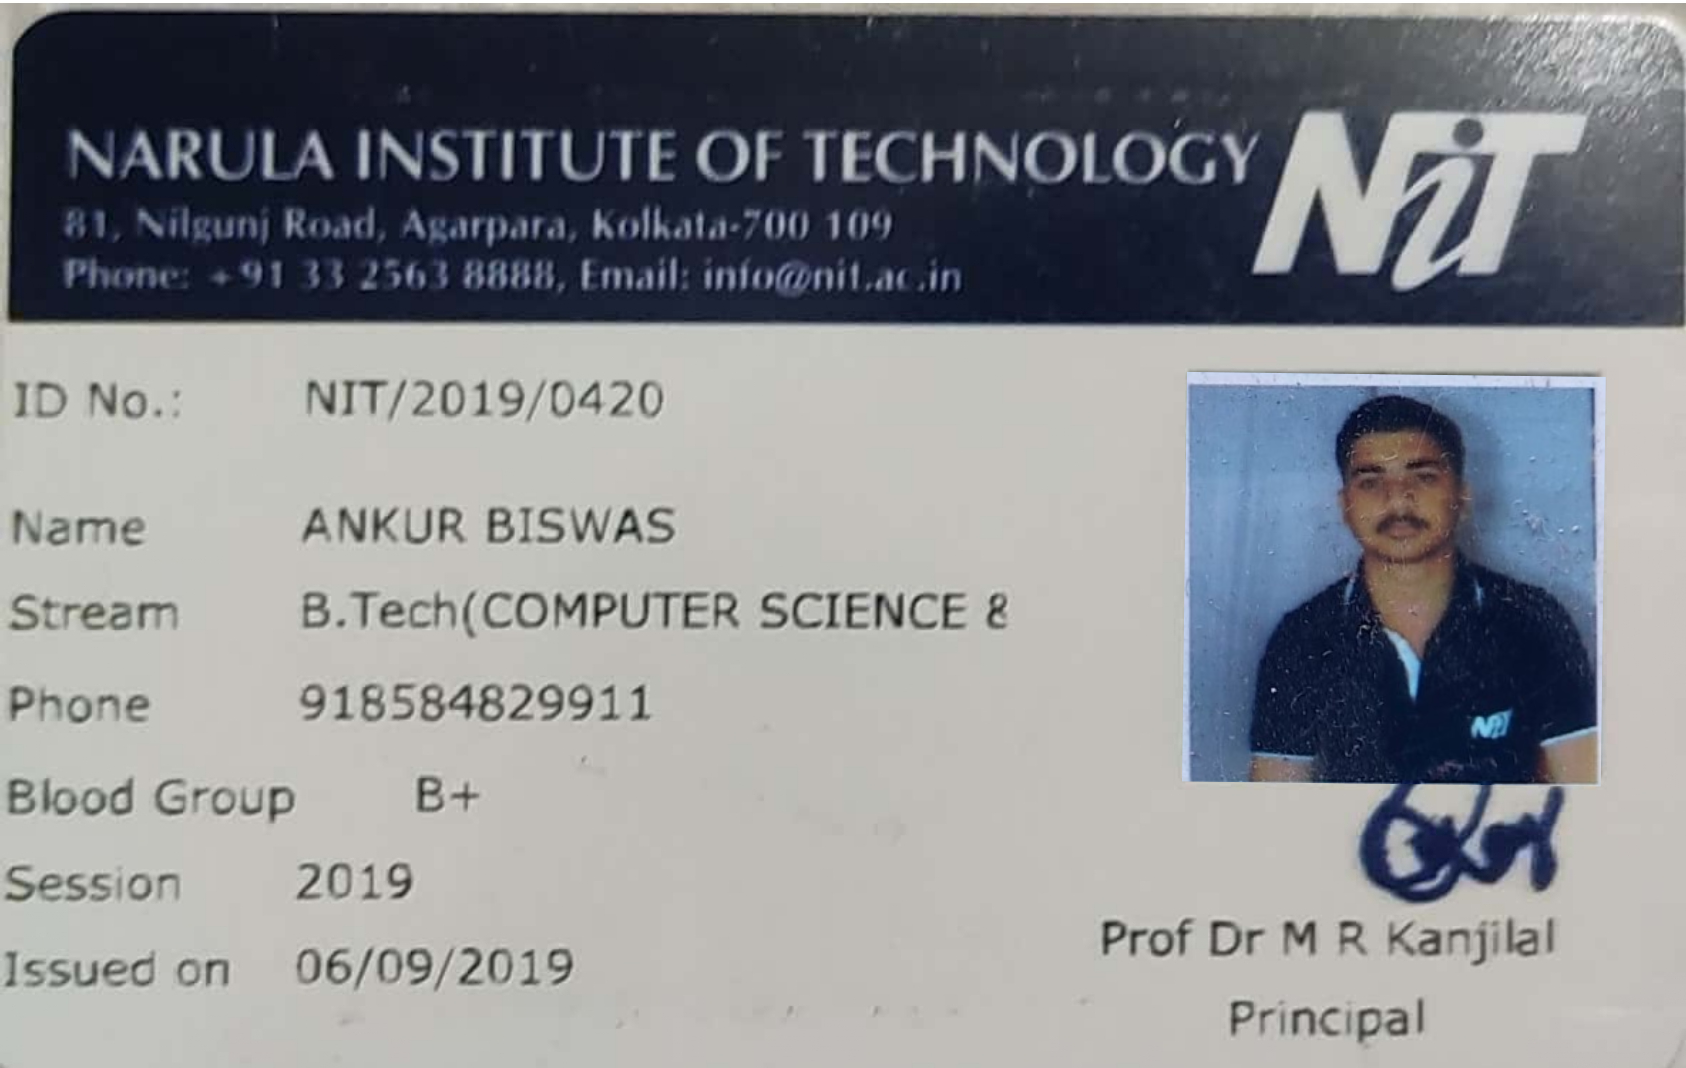 NARULA INSTITUTE OF TECHNOLOGY
NiT
81, Nilgunj Road, Agarpara, Kolkata-700 109
Phone: +91 33 2563 8888, Email: info@nit.ac.in
ID No.: NIT/2019/0420
Name ANKUR BISWAS
Stream B.Tech(COMPUTER SCIENCE &
Phone 918584829911
NiT
Blood Group B+
Session 2019
Prof Dr M R Kanjilal
Issued on 06/09/2019
Principal